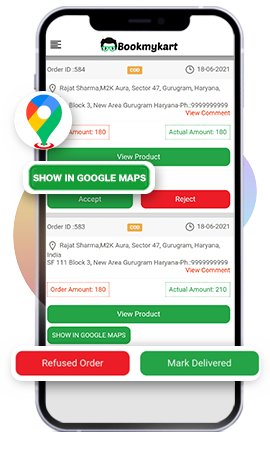 Bookmykart
Order ID :584
COD
18-06-2021
Rajat Sharma,M2K Aura, Sector 47, Gurugram, Haryana,
Block 3, New Area Gurugram Haryana-Ph.:9999999999
View Comment
Amount: 180
Actual Amount: 180
View Product
SHOW IN GOOGLE MAPS
Accept
Reject
Order ID :583
COD
18-06-2021
Rajat Sharma,M2K Aura, Sector 47, Gurugram, Haryana,
India
SF 111 Block 3, New Area Gurugram Haryana-Ph.:9999999999
View Comment
Order Amount: 180
Actual Amount: 210
View Product
SHOW IN GOOGLE MAPS
Refused Order
Mark Delivered